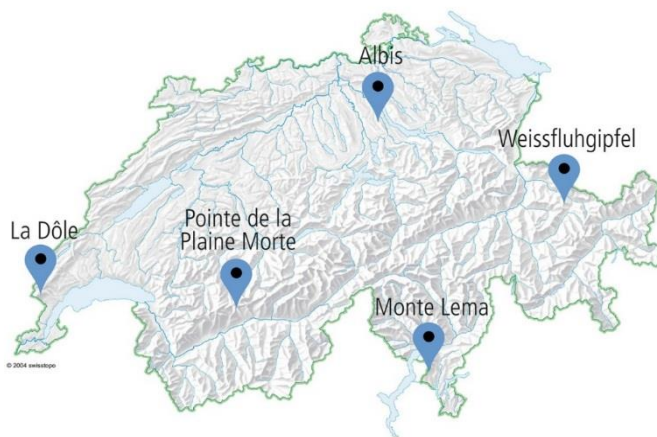 Albis
Weissfluhgipfel
La Dôle
Pointe de la
Plaine Morte
Monte Lema
© 2004 swisstopo